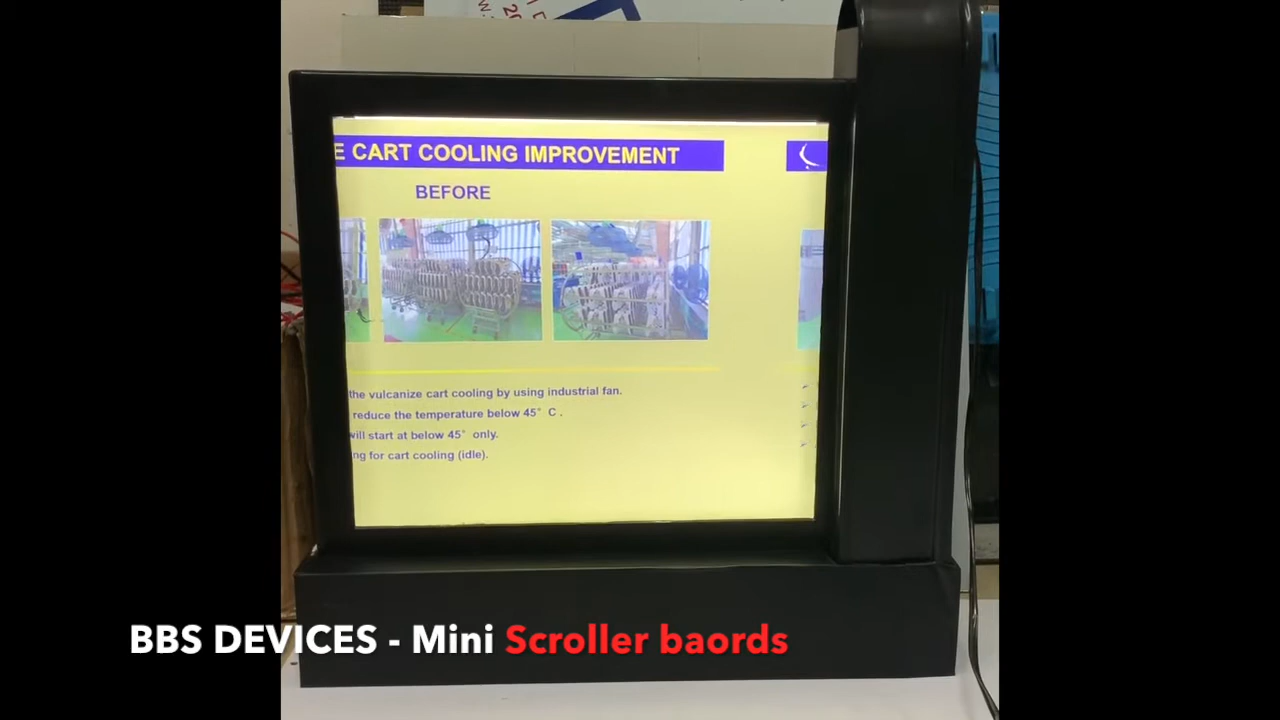 E CART COOLING IMPROVEMENT
BEFORE
the vulcanize cart cooling by using industrial fan.
reduce the temperature below 45° C .
will start at below 45° only.
ng for cart cooling (idle).
BBS DEVICES - Mini Scroller baords